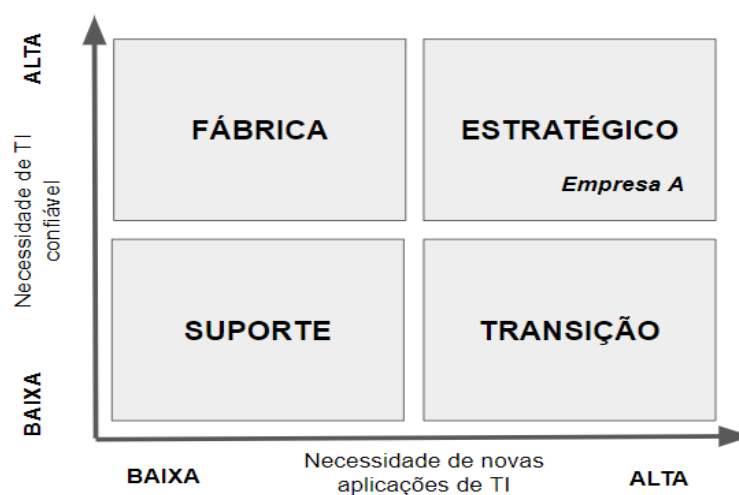 ALTA
Necessidade de TI
confiável
BAIXA
FÁBRICA
ESTRATÉGICO
Empresa A
SUPORTE
TRANSIÇÃO
BAIXA
Necessidade de novas
aplicações de TI
ALTA